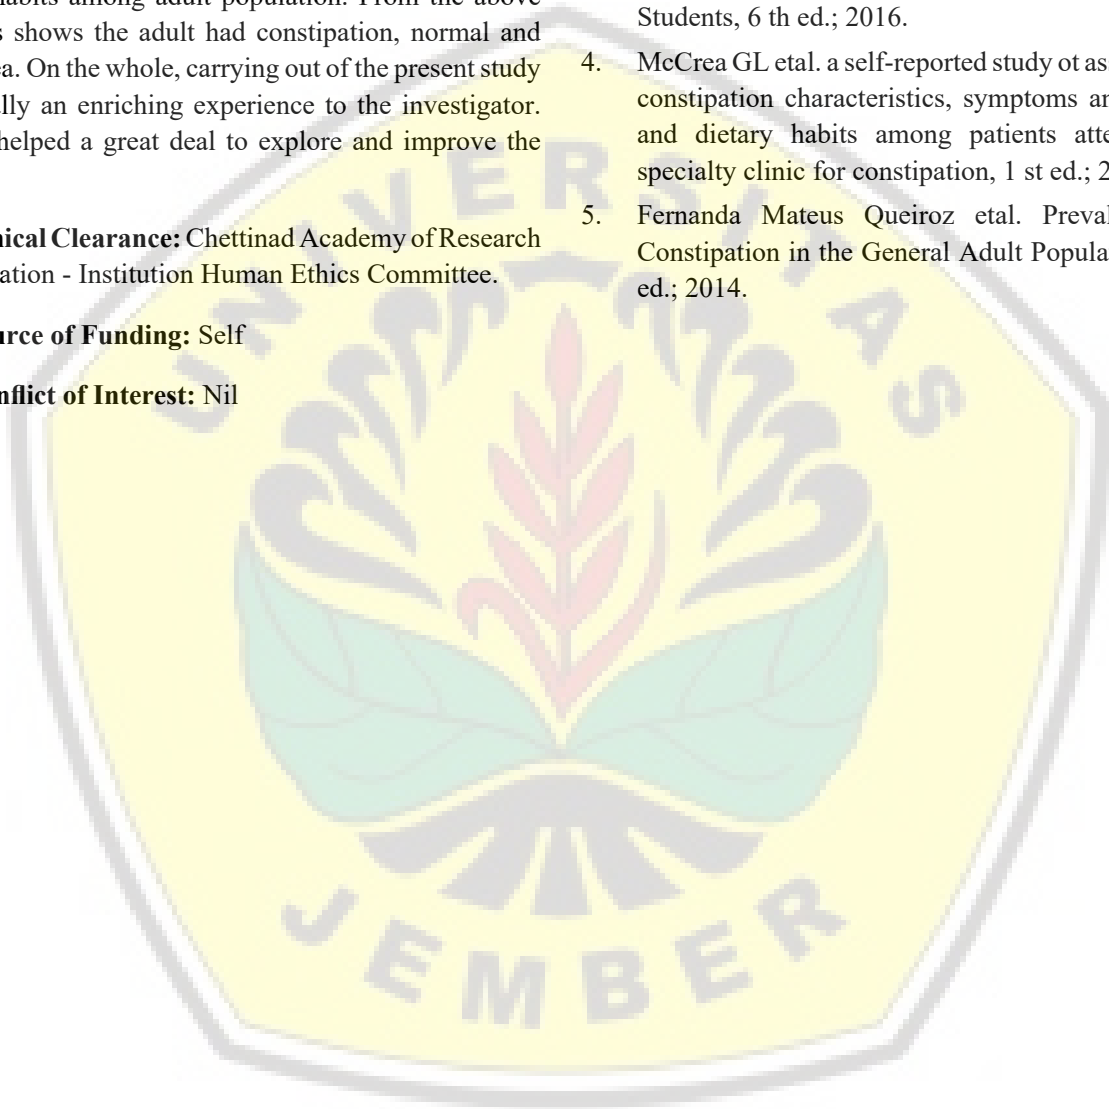 habits among adult population. From the above
s shows the adult had constipation, normal and
ea. On the whole, carrying out of the present study
ally an enriching experience to the investigator.
helped a great deal to explore and improve the
nical Clearance: Chettinad Academy of Research
ation - Institution Human Ethics Committee.
urce of Funding: Self
nflict of Interest: Nil
Students, 6 th ed.; 2016.
4. McCrea GL etal. a self-reported study ot as
constipation characteristics, symptoms an
and dietary habits among patients atte
specialty clinic for constipation, 1 st ed.; 2
5. Fernanda Mateus Queiroz etal. Preval
Constipation in the General Adult Popula
ed.; 2014.
UNIVERSITAS
JEMBER